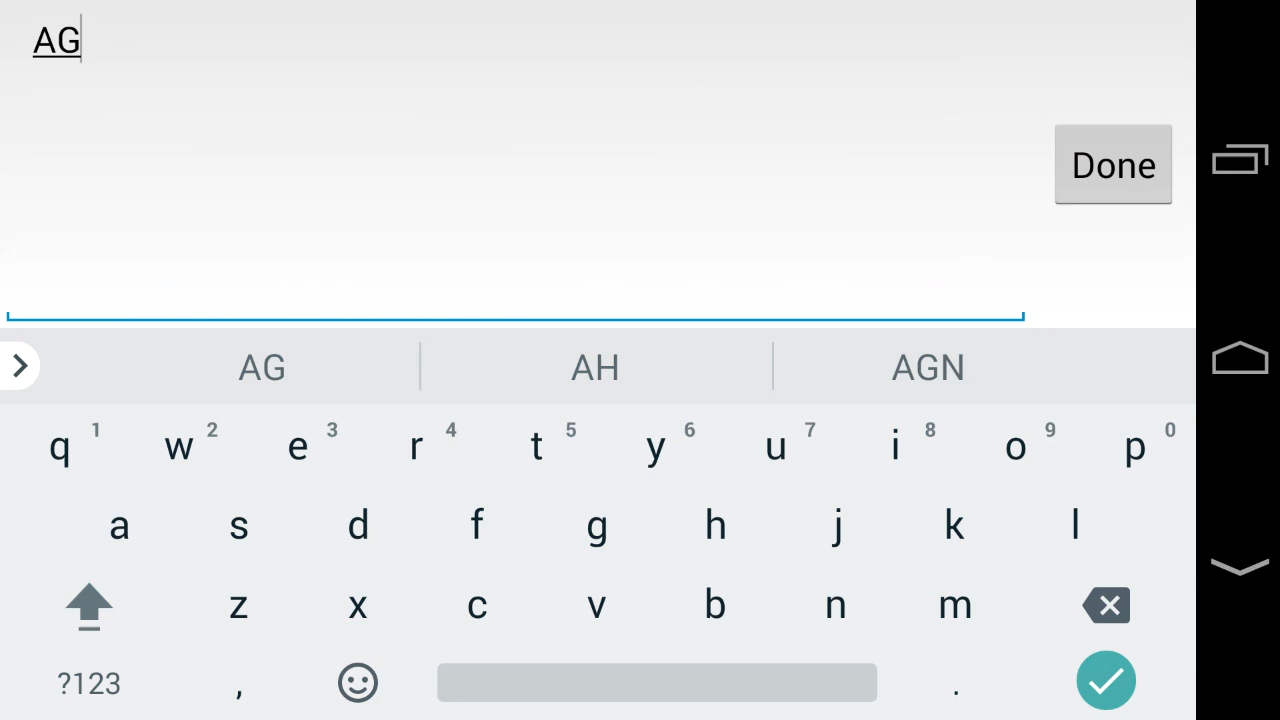 AG
Done
AG AH AGN
q 1 w 2 e 3 r 4 t 5 y 6 u 7 i 8 o 9 p 0
a s d f g h j k l
z x c v b n m
?123 , .